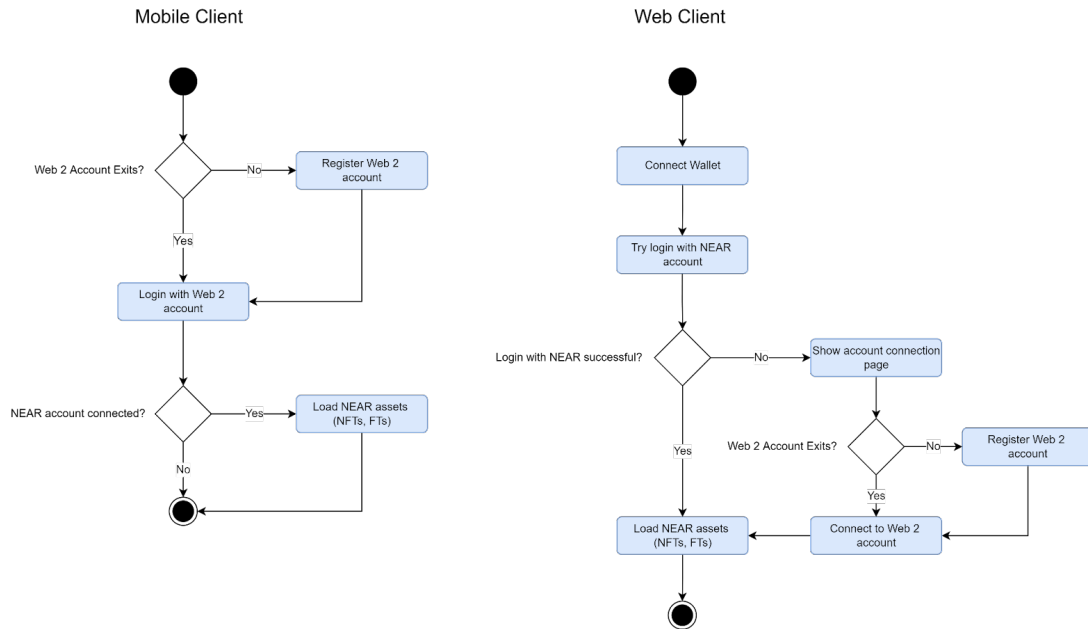 Mobile Client
Web 2 Account Exits?
No
Register Web 2
account
Yes
Login with Web 2
account
NEAR account connected?
Yes
Load NEAR assets
(NFTs, FTs)
No
Web Client
Connect Wallet
Try login with NEAR
account
Login with NEAR successful?
No
Show account connection
page
Yes
Web 2 Account Exits?
No
Register Web 2
account
Yes
Connect to Web 2
account
Load NEAR assets
(NFTs, FTs)